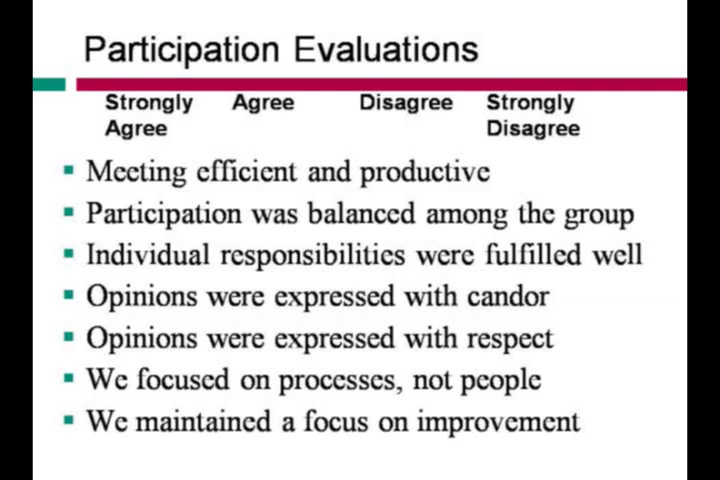 Participation Evaluations
Strongly Agree Disagree Strongly
Agree Disagree
Meeting efficient and productive
Participation was balanced among the group
Individual responsibilities were fulfilled well
Opinions were expressed with candor
Opinions were expressed with respect
We focused on processes, not people
We maintained a focus on improvement